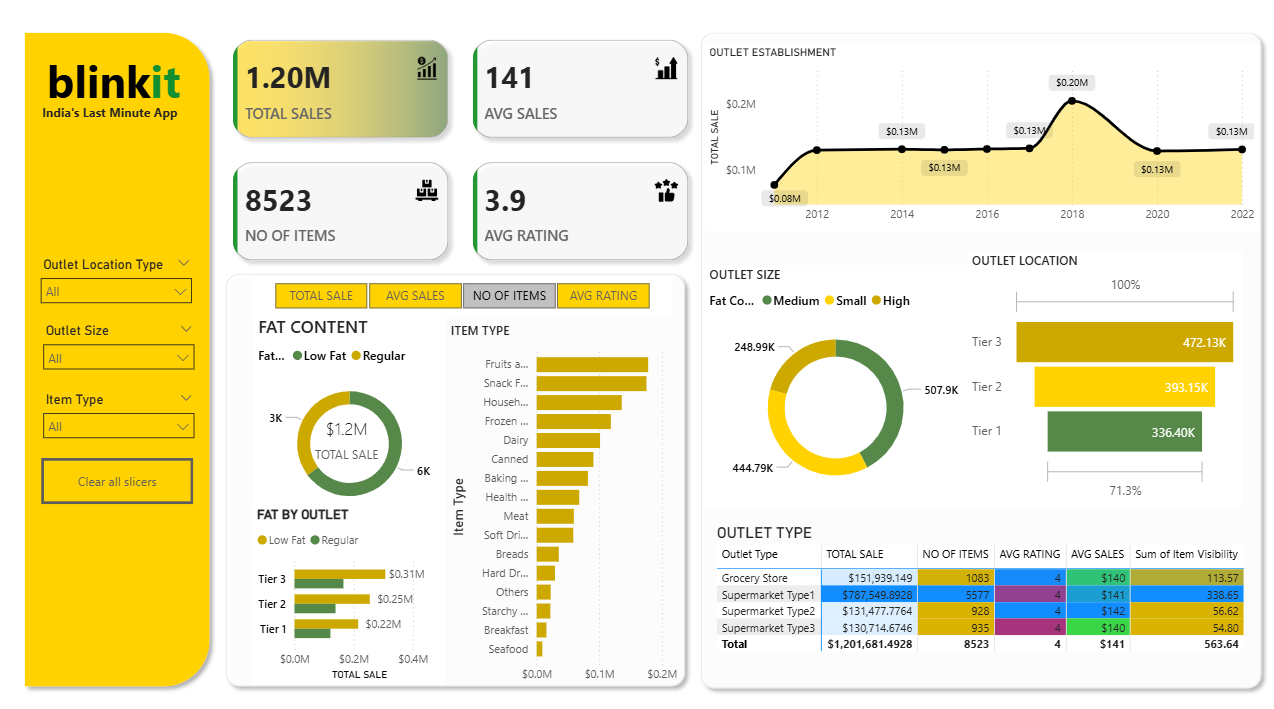 blinkit
India's Last Minute App
Outlet Location Type
All
Outlet Size
All
Item Type
All
Clear all slicers
1.20M
TOTAL SALES
141
AVG SALES
8523
NO OF ITEMS
3.9
AVG RATING
TOTAL SALE AVG SALES NO OF ITEMS AVG RATING
FAT CONTENT
Fat... Low Fat Regular
3K
$1.2M
TOTAL SALE
6K
FAT BY OUTLET
Low Fat Regular
Tier 3 $0.31M
Tier 2 $0.25M
Tier 1 $0.22M
$0.0M $0.2M $0.4M
TOTAL SALE
ITEM TYPE
Item Type
Fruits a...
Snack F...
Househ...
Frozen ...
Dairy
Canned
Baking ...
Health ...
Meat
Soft Dri...
Breads
Hard Dr...
Others
Starchy ...
Breakfast
Seafood
$0.0M $0.1M $0.2M
OUTLET ESTABLISHMENT
TOTAL SALE
$0.2M
$0.1M
$0.08M
$0.13M
$0.13M
$0.13M
$0.20M
$0.13M
$0.13M
2012 2014 2016 2018 2020 2022
OUTLET SIZE
Fat Co... Medium Small High
248.99K
507.9K
444.79K
OUTLET LOCATION
100%
Tier 3 472.13K
Tier 2 393.15K
Tier 1 336.40K
71.3%
OUTLET TYPE
Outlet Type TOTAL SALE NO OF ITEMS AVG RATING AVG SALES Sum of Item Visibility
Grocery Store $151,939.149 1083 4 $140 113.57
Supermarket Type1 $787,549.8928 5577 4 $141 338.65
Supermarket Type2 $131,477.7764 928 4 $142 56.62
Supermarket Type3 $130,714.6746 935 4 $140 54.80
Total $1,201,681.4928 8523 4 $141 563.64